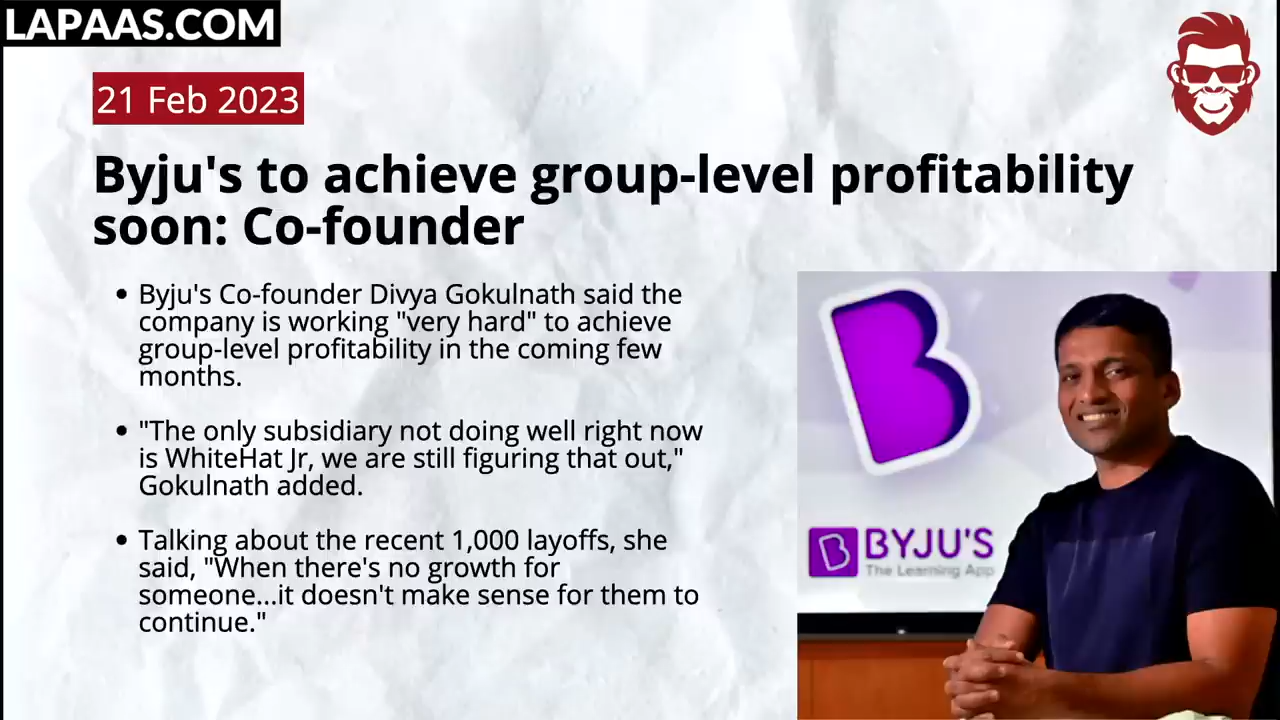 LAPAAS.COM
21 Feb 2023
Byju's to achieve group-level profitability
soon: Co-founder
• Byju's Co-founder Divya Gokulnath said the
company is working "very hard" to achieve
group-level profitability in the coming few
months.
• "The only subsidiary not doing well right now
is WhiteHat Jr, we are still figuring that out,"
Gokulnath added.
• Talking about the recent 1,000 layoffs, she
said, "When there's no growth for
someone...it doesn't make sense for them to
continue."
BYJU'S
The Learning App